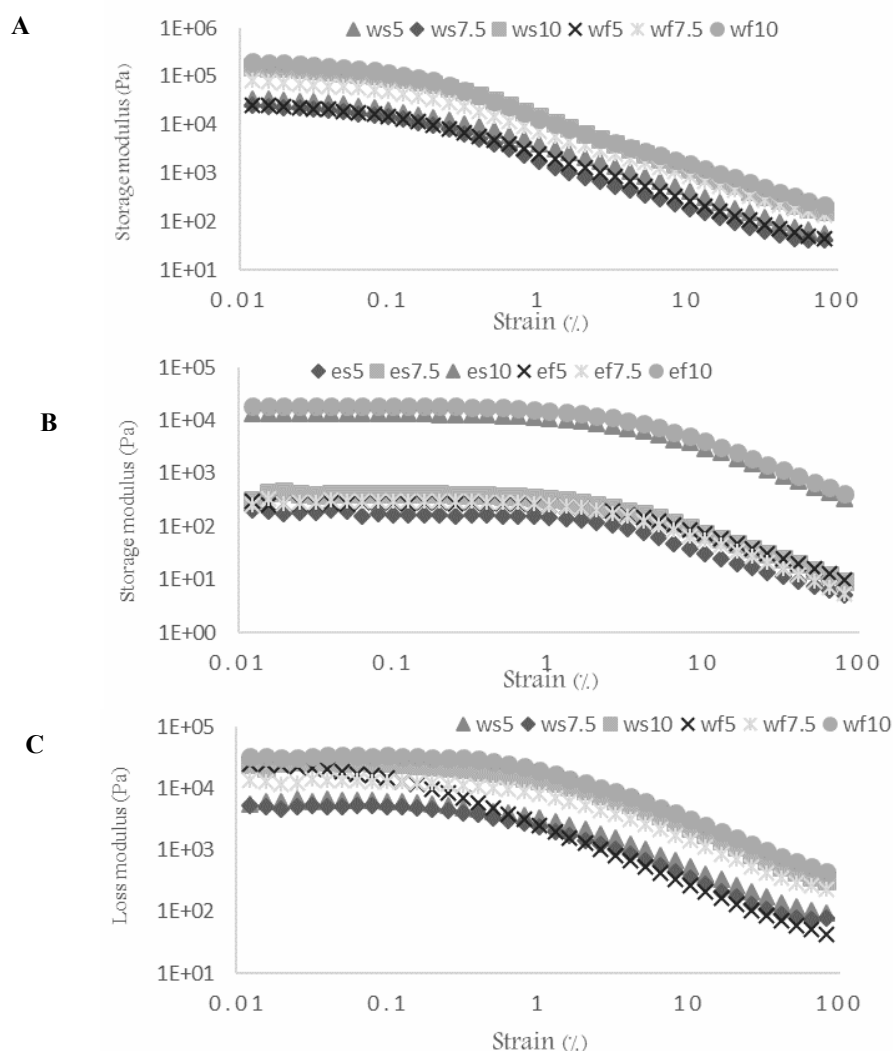 A
ws5 ws7.5 ws10 wf5 wf7.5 wf10
Storage modulus (Pa)
1E+06
1E+05
1E+04
1E+03
1E+02
1E+01
0.01 0.1 1 10 100
Strain (%)
B
es5 es7.5 es10 ef5 ef7.5 ef10
Storage modulus (Pa)
1E+05
1E+04
1E+03
1E+02
1E+01
1E+00
0.01 0.1 1 10 100
Strain (%)
C
ws5 ws7.5 ws10 wf5 wf7.5 wf10
Loss modulus (Pa)
1E+05
1E+04
1E+03
1E+02
1E+01
0.01 0.1 1 10 100
Strain (%)